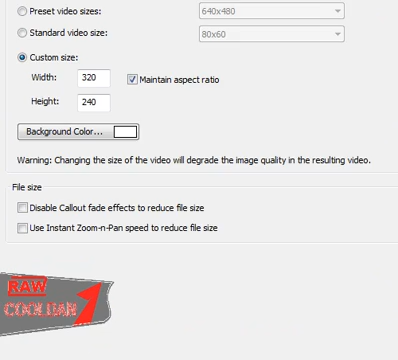 Preset video sizes: 640x480
Standard video size: 80x60
Custom size:
Width: 320 Maintain aspect ratio
Height: 240
Background Color...
Warning: Changing the size of the video will degrade the image quality in the resulting video.
File size
Disable Callout fade effects to reduce file size
Use Instant Zoom-n-Pan speed to reduce file size
RAW